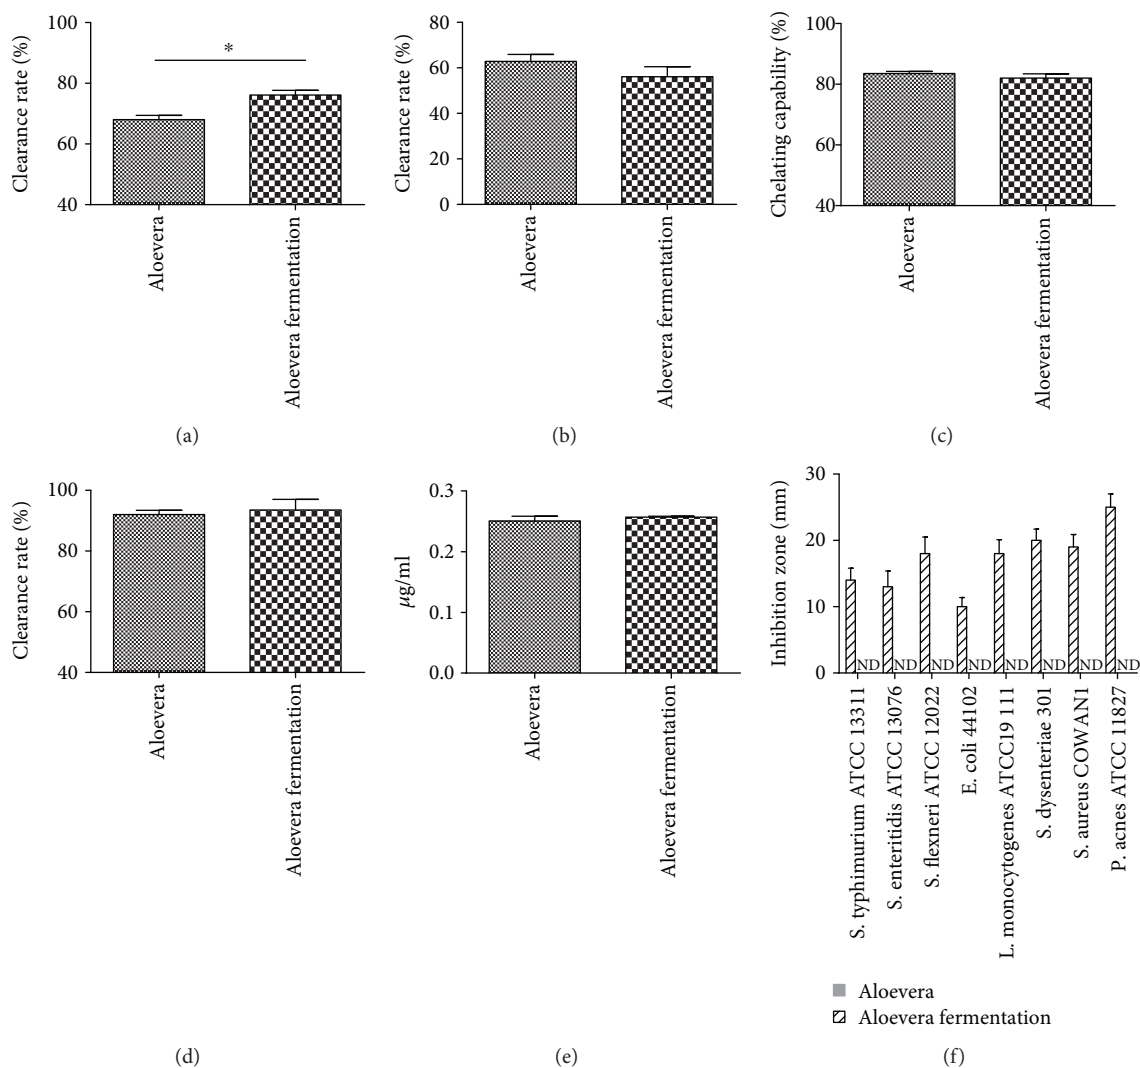 100
80
60
40
Clearance rate (%)
*
Aloevera
Aloevera fermentation
(a)
80
60
40
20
0
Clearance rate (%)
Aloevera
Aloevera fermentation
(b)
100
80
60
40
Chelating capability (%)
Aloevera
Aloevera fermentation
(c)
100
80
60
40
Clearance rate (%)
Aloevera
Aloevera fermentation
(d)
0.3
0.2
0.1
0.0
µg/ml
Aloevera
Aloevera fermentation
(e)
30
20
10
0
Inhibition zone (mm)
ND ND ND ND ND ND ND ND
S. typhimurium ATCC 13311
S. enteritidis ATCC 13076
S. flexneri ATCC 12022
E. coli 44102
L. monocytogenes ATCC19 111
S. dysenteriae 301
S. aureus COWAN1
P. acnes ATCC 11827
Aloevera
Aloevera fermentation
(f)